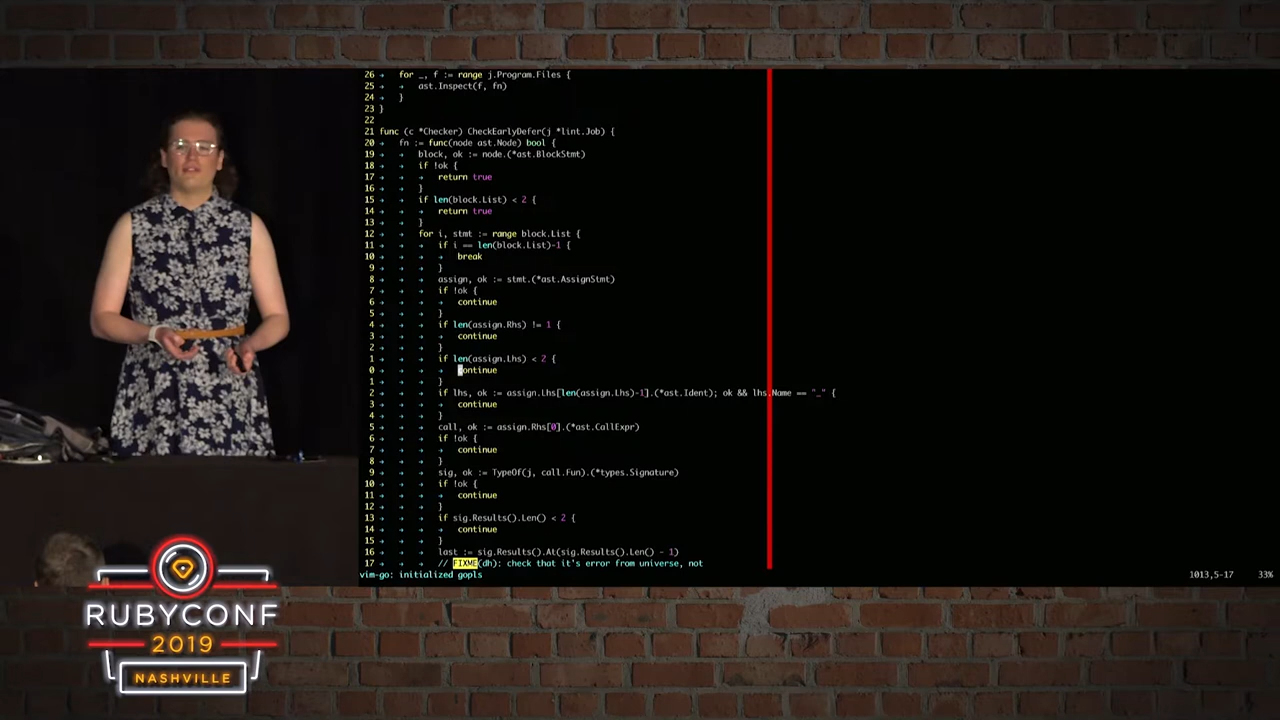 26 → for _, f := range j.Program.Files {
25 → → ast.Inspect(f, fn)
24 → }
23 }
22
21 func (c *Checker) CheckEarlyDefer(j *lint.Job) {
20 → fn := func(node ast.Node) bool {
19 → → block, ok := node.(*ast.BlockStmt)
18 → → if !ok {
17 → → → return true
16 → → }
15 → → if len(block.List) < 2 {
14 → → → return true
13 → → }
12 → → for i, stmt := range block.List {
11 → → → if i == len(block.List)-1 {
10 → → → → break
9 → → → }
8 → → → assign, ok := stmt.(*ast.AssignStmt)
7 → → → if !ok {
6 → → → → continue
5 → → → }
4 → → → if len(assign.Rhs) != 1 {
3 → → → → continue
2 → → → }
1 → → → if len(assign.Lhs) < 2 {
0 → → → → continue
1 → → → }
2 → → → if lhs, ok := assign.Lhs[len(assign.Lhs)-1].(*ast.Ident); ok && lhs.Name == "_" {
3 → → → → continue
4 → → → }
5 → → → call, ok := assign.Rhs[0].(*ast.CallExpr)
6 → → → if !ok {
7 → → → → continue
8 → → → }
9 → → → sig, ok := TypeOf(j, call.Fun).(*types.Signature)
10 → → → if !ok {
11 → → → → continue
12 → → → }
13 → → → if sig.Results().Len() < 2 {
14 → → → → continue
15 → → → }
16 → → → last := sig.Results().At(sig.Results().Len() - 1)
17 → → → // FIXME(dh): check that it's error from universe, not
vim-go: initialized gopls 1013,5-17 33%
RUBYCONF
2019
NASHVILLE